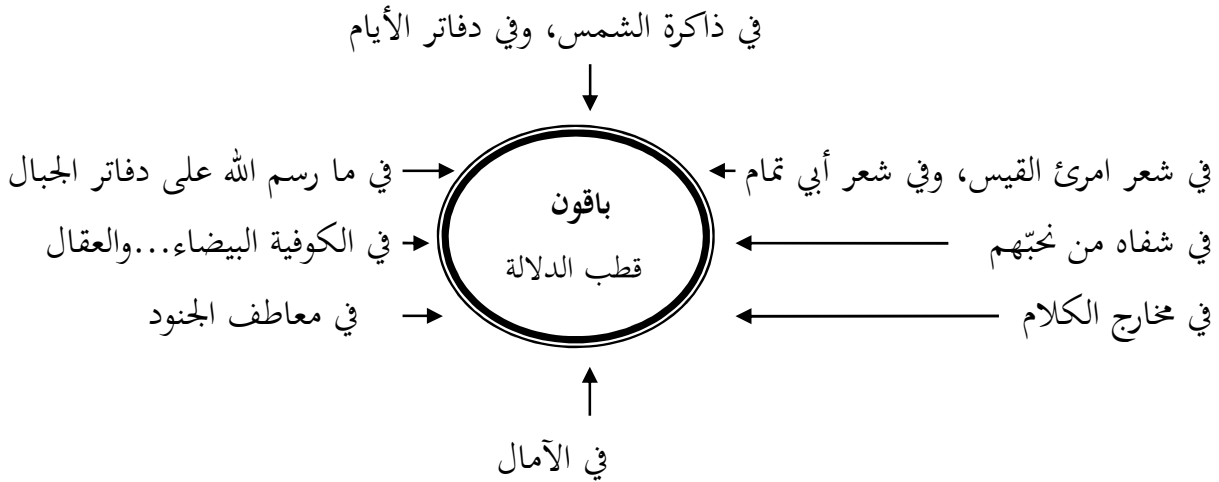 في ذاكرة الشمس، وفي دفاتر الأيام
في شعر امرئ القيس، وفي شعر أبي تمام
في شفاه من نحبّهم
في مخارج الكلام
باقون
قطب الدلالة
في ما رسم الله على دفاتر الجبال
في الكوفية البيضاء...والعقال
في معاطف الجنود
في الآمال